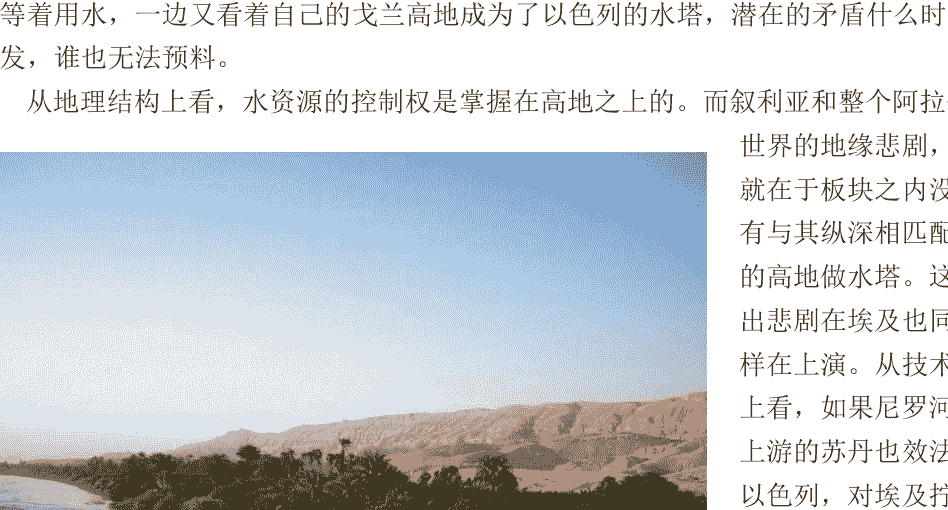 等着用水，一边又看着自己的戈兰高地成为了以色列的水塔，潜在的矛盾什么时
发，谁也无法预料。
从地理结构上看，水资源的控制权是掌握在高地之上的。而叙利亚和整个阿拉
世界的地缘悲剧，
就在于板块之内没
有与其纵深相匹配
的高地做水塔。这
出悲剧在埃及也同
样在上演。从技术
上看，如果尼罗河
上游的苏丹也效法
以色列，对埃及拧